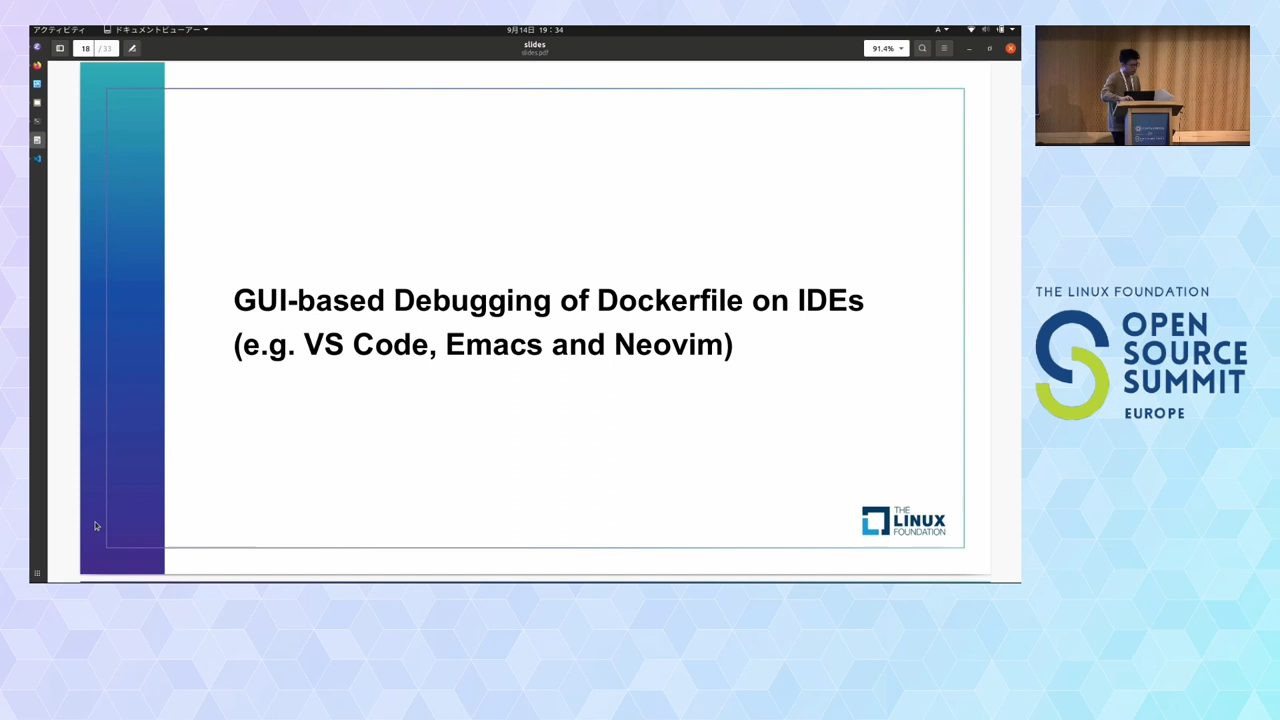 アクティビティ
ドキュメントビューアー
9月14日 19:34
A
18 / 33
slides
slides.pdf
91.4%
GUI-based Debugging of Dockerfile on IDEs
(e.g. VS Code, Emacs and Neovim)
THE
LINUX
FOUNDATION
THE LINUX FOUNDATION
OPEN
SOURCE
SUMMIT
EUROPE